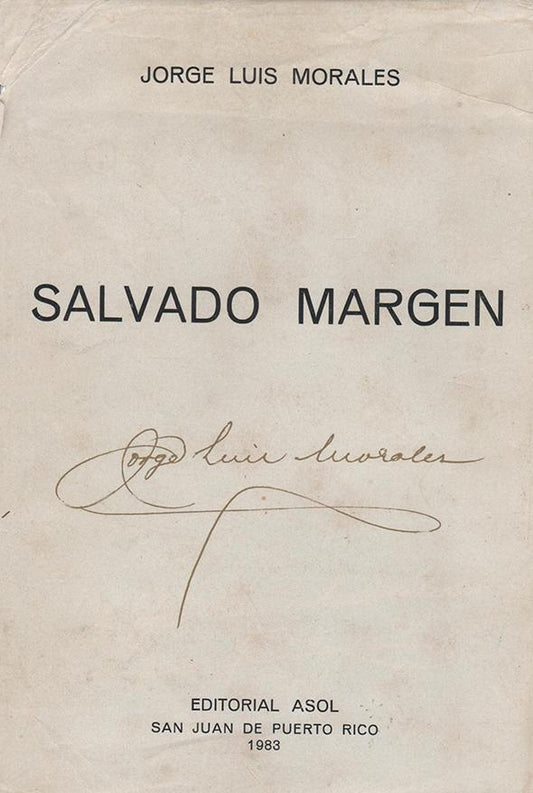 JORGE LUIS MORALES
SALVADO MARGEN
Jorge Luis Morales
EDITORIAL ASOL
SAN JUAN DE PUERTO RICO
1983